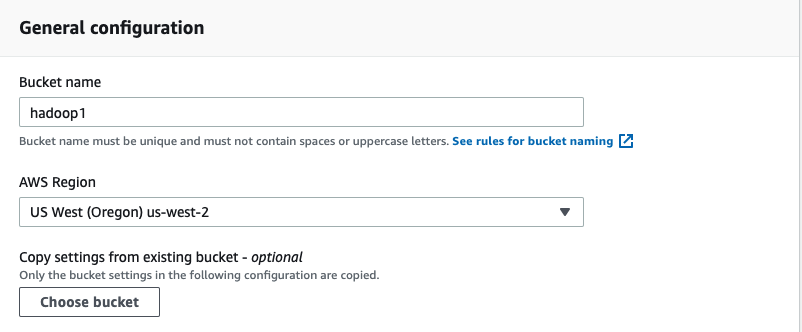 General configuration
Bucket name
hadoop1
Bucket name must be unique and must not contain spaces or uppercase letters. See rules for bucket naming
AWS Region
US West (Oregon) us-west-2
Copy settings from existing bucket - optional
Only the bucket settings in the following configuration are copied.
Choose bucket